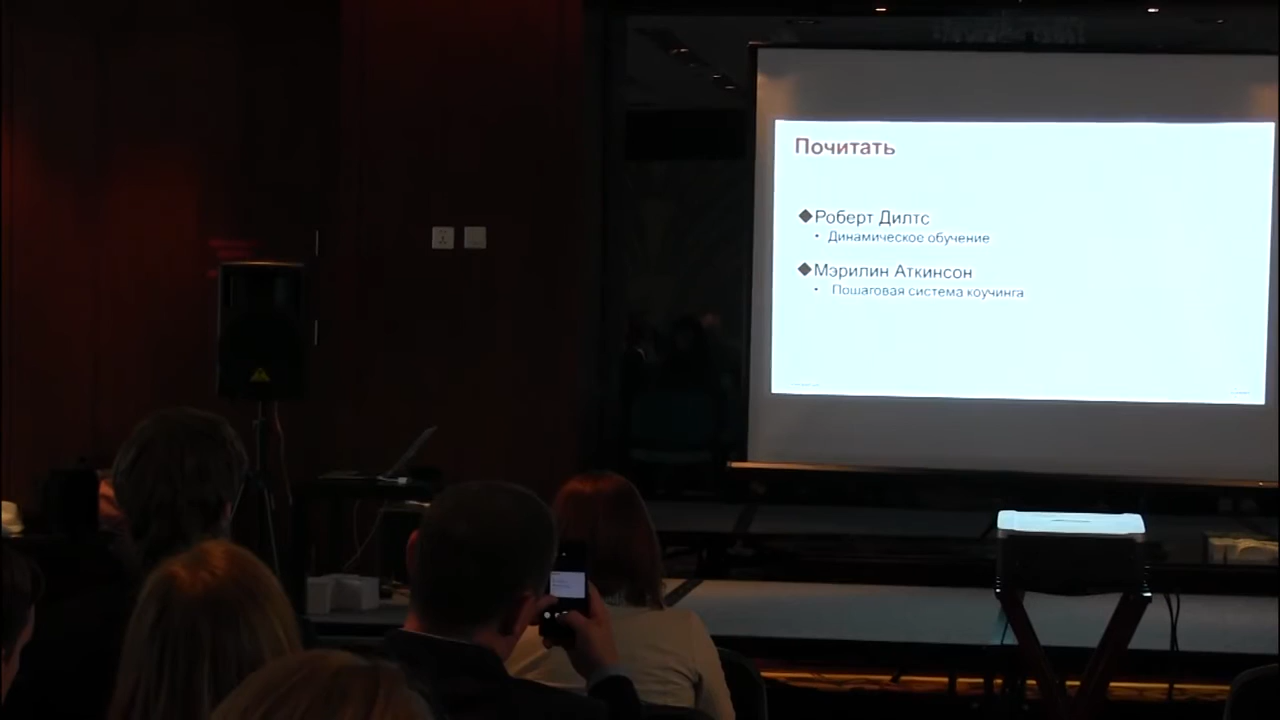 Почитать
Роберт Дилтс
Динамическое обучение
Мэрилин Аткинсон
Пошаговая система коучинга